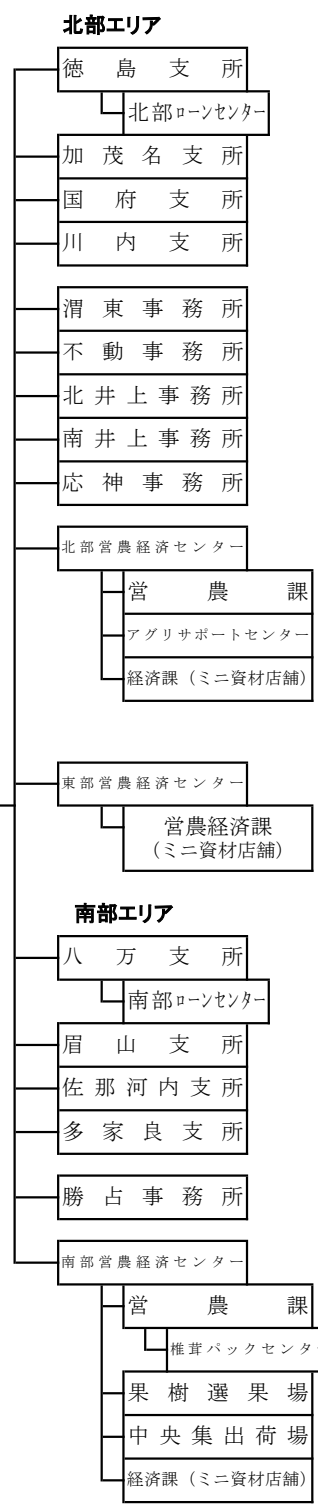 北部エリア
徳島支所
北部ローンセンター
加茂名支所
国府支所
川内支所
渭東事務所
不動事務所
北井上事務所
南井上事務所
応神事務所
北部営農経済センター
営農課
アグリサポートセンター
経済課（ミニ資材店舗）
東部営農経済センター
営農経済課
（ミニ資材店舗）
南部エリア
八万支所
南部ローンセンター
眉山支所
佐那河内支所
多家良支所
勝占事務所
南部営農経済センター
営農課
椎茸パックセンター
果樹選果場
中央集出荷場
経済課（ミニ資材店舗）